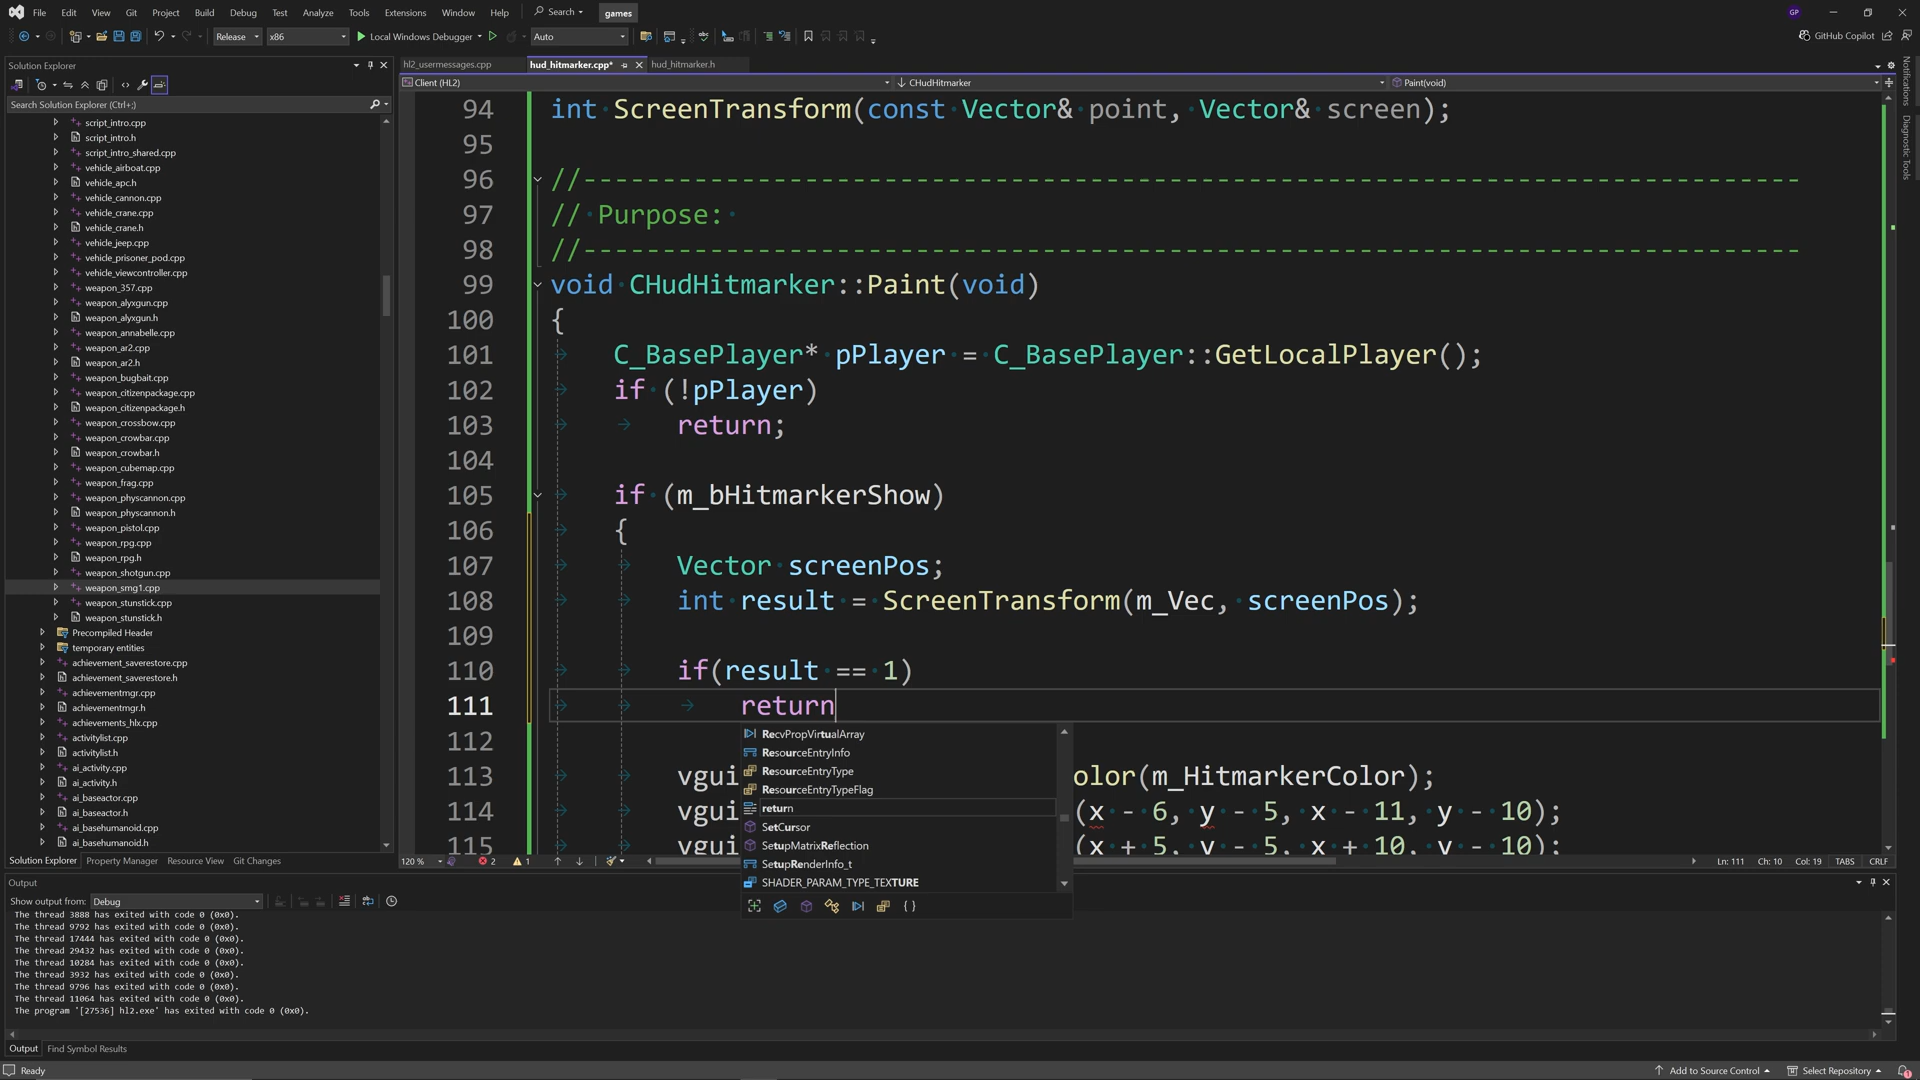 File Edit View Git Project Build Debug Test Analyze Tools Extensions Window Help Search games GP
Release x86 Local Windows Debugger Auto GitHub Copilot
Solution Explorer
Search Solution Explorer (Ctrl+;)
script_intro.cpp
script_intro.h
script_intro_shared.cpp
vehicle_airboat.cpp
vehicle_apc.h
vehicle_cannon.cpp
vehicle_crane.cpp
vehicle_crane.h
vehicle_jeep.cpp
vehicle_prisoner_pod.cpp
vehicle_viewcontroller.cpp
weapon_357.cpp
weapon_alyxgun.cpp
weapon_alyxgun.h
weapon_annabelle.cpp
weapon_ar2.cpp
weapon_ar2.h
weapon_bugbait.cpp
weapon_citizenpackage.cpp
weapon_citizenpackage.h
weapon_crossbow.cpp
weapon_crowbar.cpp
weapon_crowbar.h
weapon_cubemap.cpp
weapon_frag.cpp
weapon_physcannon.cpp
weapon_physcannon.h
weapon_pistol.cpp
weapon_rpg.cpp
weapon_rpg.h
weapon_shotgun.cpp
weapon_smg1.cpp
weapon_stunstick.cpp
weapon_stunstick.h
Precompiled Header
temporary entities
achievement_saverestore.cpp
achievement_saverestore.h
achievementmgr.cpp
achievementmgr.h
achievements_hlx.cpp
activitylist.cpp
activitylist.h
ai_activity.cpp
ai_activity.h
ai_baseactor.cpp
ai_baseactor.h
ai_basehumanoid.cpp
ai_basehumanoid.h
Solution Explorer Property Manager Resource View Git Changes
hl2_usermessages.cpp hud_hitmarker.cpp* hud_hitmarker.h
Client (HL2) CHudHitmarker Paint(void)
94 int ScreenTransform(const Vector& point, Vector& screen);
95
96 //-----------------------------------------------------------------------------
97 // Purpose:
98 //-----------------------------------------------------------------------------
99 void CHudHitmarker::Paint(void)
100 {
101 C_BasePlayer* pPlayer = C_BasePlayer::GetLocalPlayer();
102 if (!pPlayer)
103 return;
104
105 if (m_bHitmarkerShow)
106 {
107 Vector screenPos;
108 int result = ScreenTransform(m_Vec, screenPos);
109
110 if(result == 1)
111 return
112
113 vgui olor(m_HitmarkerColor);
114 vgui (x - 6, y - 5, x - 11, y - 10);
115 vgui (x + 5, y - 5, x + 10, y - 10);
RecvPropVirtualArray
ResourceEntryInfo
ResourceEntryType
ResourceEntryTypeFlag
return
SetCursor
SetupMatrixReflection
SetupRenderInfo_t
SHADER_PARAM_TYPE_TEXTURE
120 % 2 1 Ln: 111 Ch: 10 Col: 19 TABS CRLF
Notifications
Diagnostic Tools
Output
Show output from: Debug
The thread 3888 has exited with code 0 (0x0).
The thread 9792 has exited with code 0 (0x0).
The thread 17444 has exited with code 0 (0x0).
The thread 29432 has exited with code 0 (0x0).
The thread 10284 has exited with code 0 (0x0).
The thread 3932 has exited with code 0 (0x0).
The thread 9796 has exited with code 0 (0x0).
The thread 11064 has exited with code 0 (0x0).
The program '[27536] hl2.exe' has exited with code 0 (0x0).
Output Find Symbol Results
Ready Add to Source Control Select Repository 1